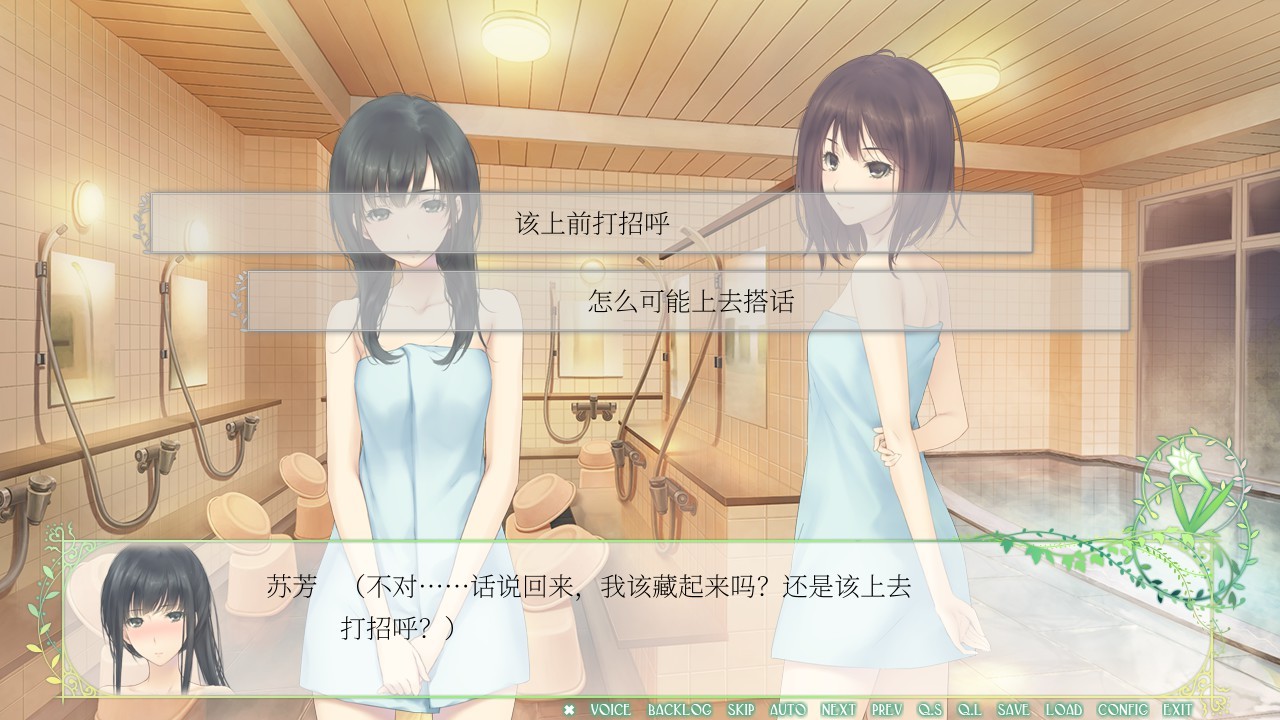 该上前打招呼
怎么可能上去搭话
苏芳 （不对……话说回来，我该藏起来吗？还是该上去
打招呼？）
✖ VOICE BACKLOG SKIP AUTO NEXT PREV Q.S Q.L SAVE LOAD CONFIG EXIT